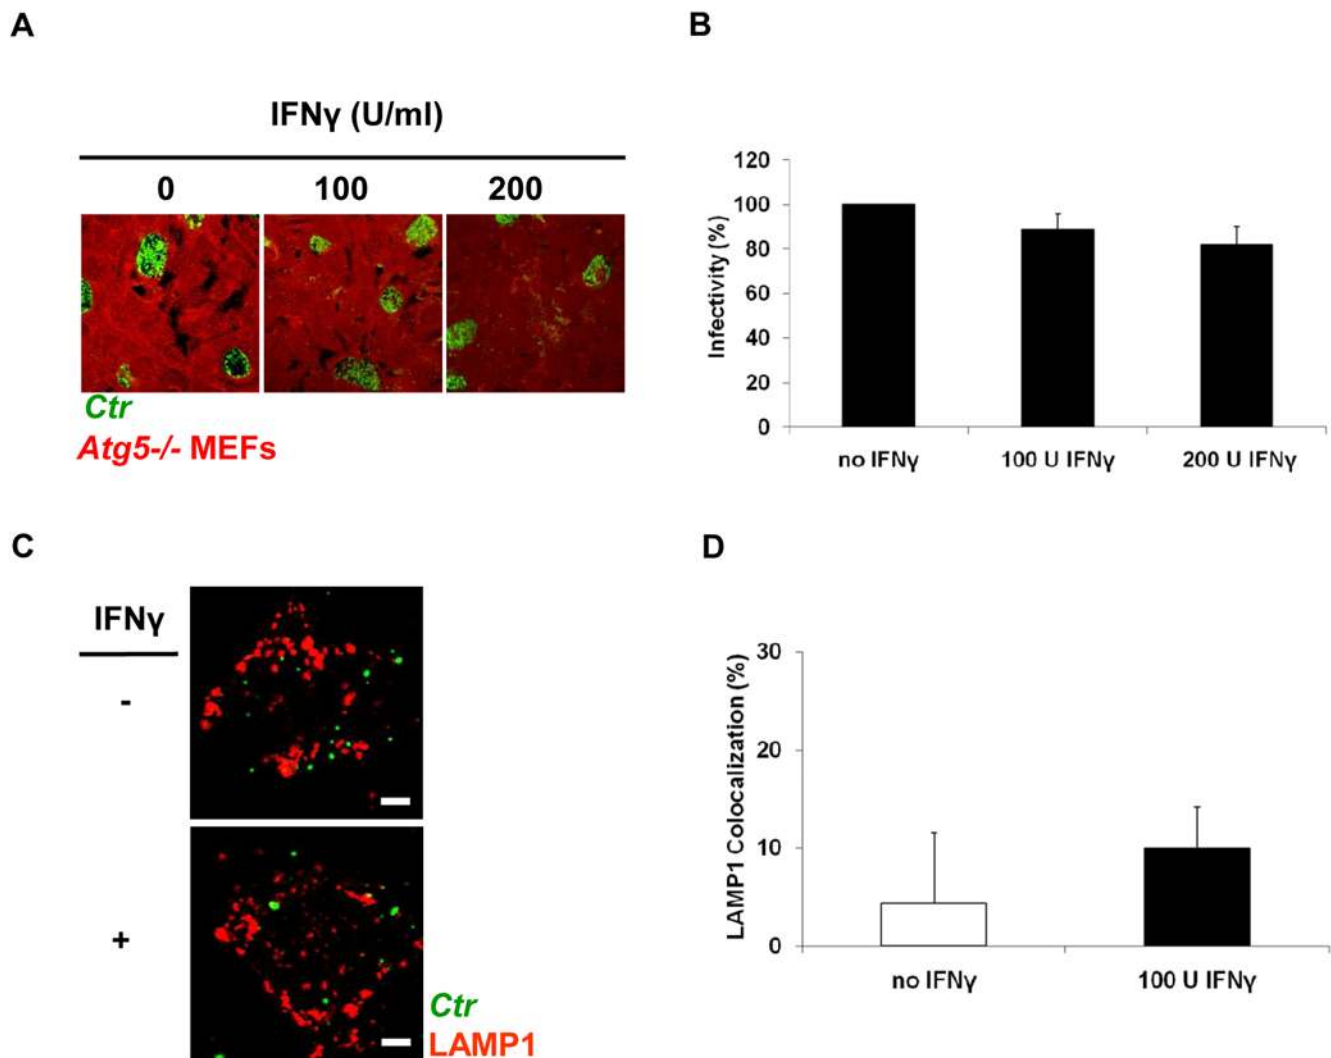 A
IFNγ (U/ml)
0 100 200
Ctr
Atg5-/- MEFs
B
Infectivity (%)
120
100
80
60
40
20
0
no IFNγ 100 U IFNγ 200 U IFNγ
C
IFNγ
-
+
Ctr
LAMP1
D
LAMP1 Colocalization (%)
30
20
10
0
no IFNγ 100 U IFNγ